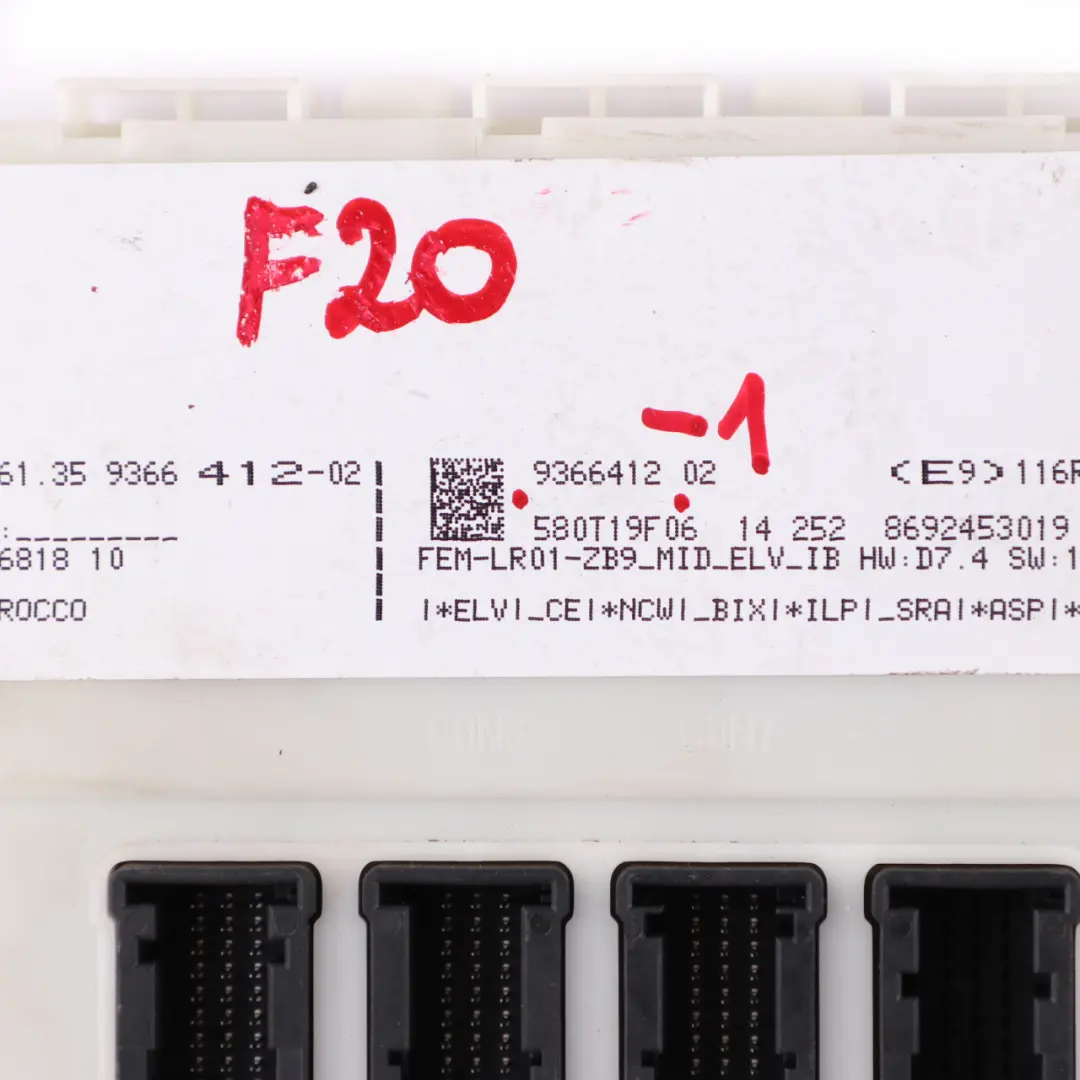 F20
-1
61.35 9366 412-02
:_________
6818 10
ROCCO
9366412 02 <E9> 116R
580T19F06 14 252 8692453019
FEM-LR01-ZB9_MID_ELV_IB HW:D7.4 SW:1
|*ELV|_CE|*NCW|_BIX|*ILP|_SRA|*ASP|*